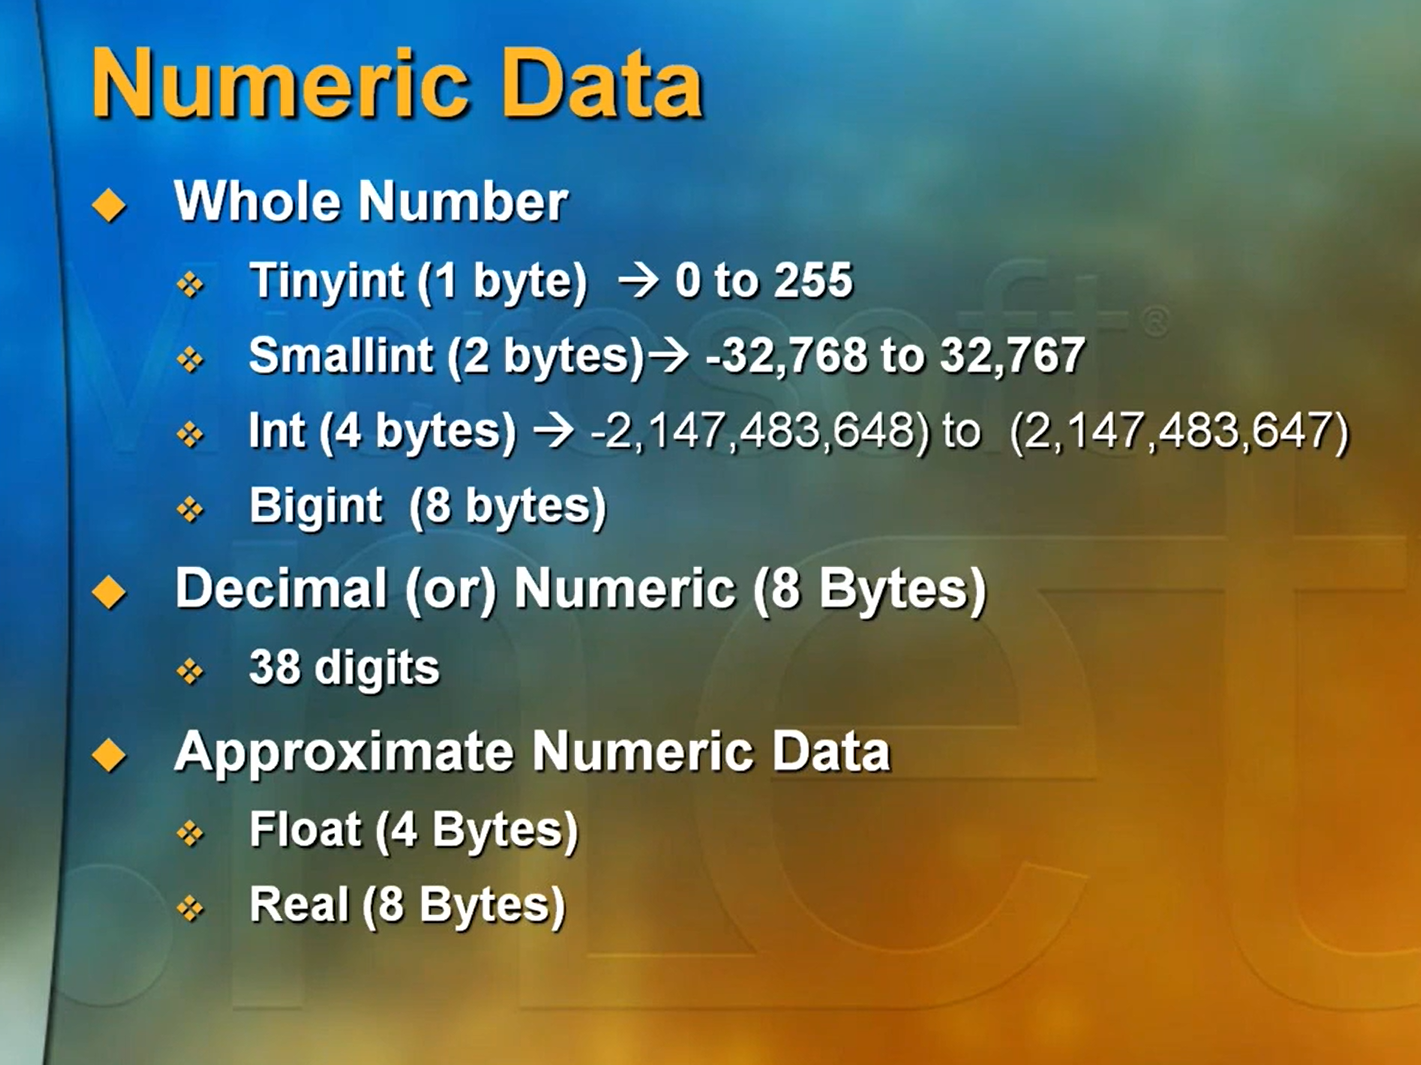 Numeric Data
Whole Number
Tinyint (1 byte) → 0 to 255
Smallint (2 bytes)→ -32,768 to 32,767
Int (4 bytes) → -2,147,483,648) to (2,147,483,647)
Bigint (8 bytes)
Decimal (or) Numeric (8 Bytes)
38 digits
Approximate Numeric Data
Float (4 Bytes)
Real (8 Bytes)
Microsoft®
.net